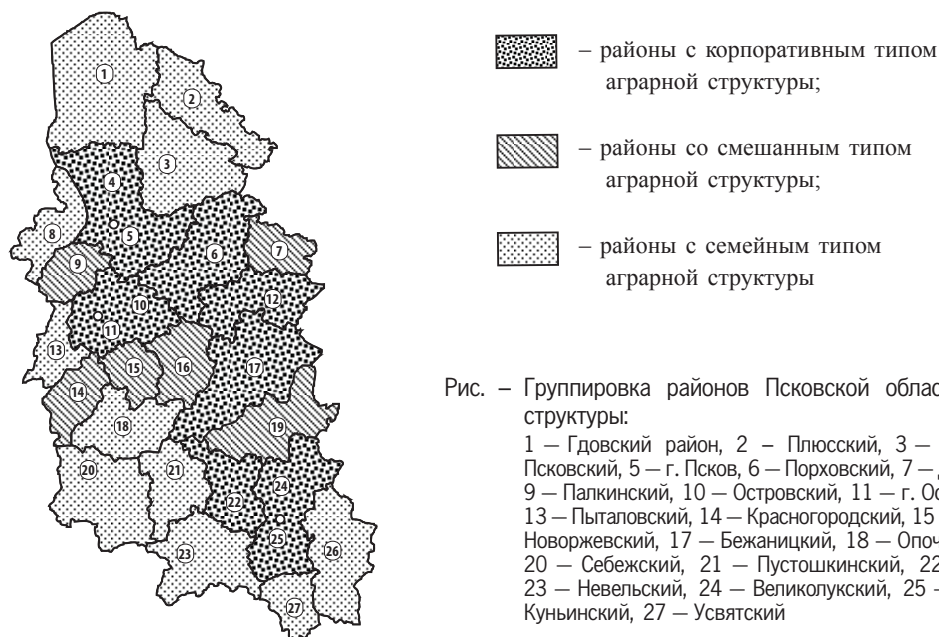 1
2
3
4
5
6
7
8
9
10
11
12
13
14
15
16
17
18
19
20
21
22
23
24
25
26
27
– районы с корпоративным типом
аграрной структуры;
– районы со смешанным типом
аграрной структуры;
– районы с семейным типом
аграрной структуры
Рис. – Группировка районов Псковской облас
структуры:
1 — Гдовский район, 2 – Плюсский, 3 —
Псковский, 5 — г. Псков, 6 — Порховский, 7 —
9 — Палкинский, 10 — Островский, 11 — г. Ос
13 — Пыталовский, 14 — Красногородский, 15
Новоржевский, 17 — Бежаницкий, 18 — Опоч
20 — Себежский, 21 — Пустошкинский, 22
23 — Невельский, 24 — Великолукский, 25 —
Куньинский, 27 — Усвятский